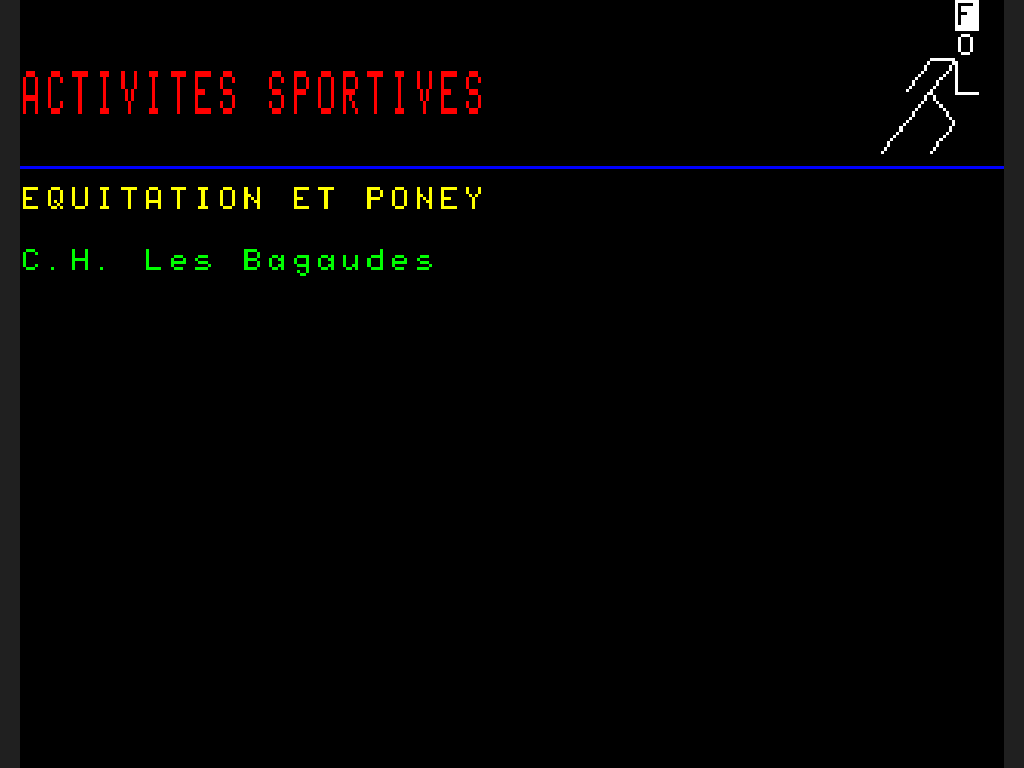 F
ACTIVITES SPORTIVES
EQUITATION ET PONEY
C.H. Les Bagaudes